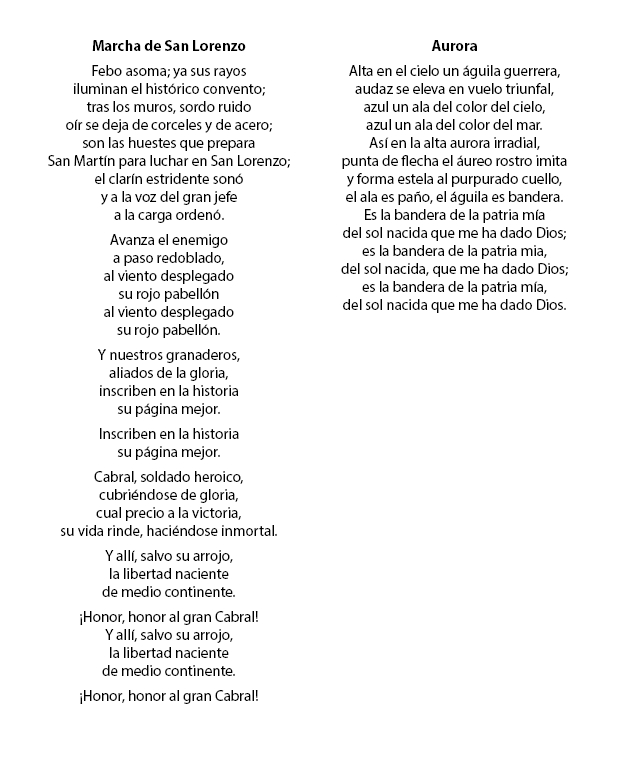 Marcha de San Lorenzo
Febo asoma; ya sus rayos
iluminan el histórico convento;
tras los muros, sordo ruido
oír se deja de corceles y de acero;
son las huestes que prepara
San Martín para luchar en San Lorenzo;
el clarín estridente sonó
y a la voz del gran jefe
a la carga ordenó.
Avanza el enemigo
a paso redoblado,
al viento desplegado
su rojo pabellón
al viento desplegado
su rojo pabellón.
Y nuestros granaderos,
aliados de la gloria,
inscriben en la historia
su página mejor.
Inscriben en la historia
su página mejor.
Cabral, soldado heroico,
cubriéndose de gloria,
cual precio a la victoria,
su vida rinde, haciéndose inmortal.
Y allí, salvo su arrojo,
la libertad naciente
de medio continente.
¡Honor, honor al gran Cabral!
Y allí, salvo su arrojo,
la libertad naciente
de medio continente.
¡Honor, honor al gran Cabral!
Aurora
Alta en el cielo un águila guerrera,
audaz se eleva en vuelo triunfal,
azul un ala del color del cielo,
azul un ala del color del mar.
Así en la alta aurora irradial,
punta de flecha el áureo rostro imita
y forma estela al purpurado cuello,
el ala es paño, el águila es bandera.
Es la bandera de la patria mía
del sol nacida que me ha dado Dios;
es la bandera de la patria mia,
del sol nacida, que me ha dado Dios;
es la bandera de la patria mía,
del sol nacida que me ha dado Dios.